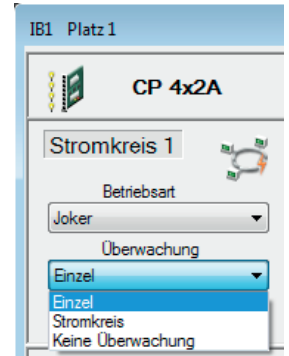 IB1 Platz 1
CP 4x2A
Stromkreis 1
Betriebsart
Joker
Überwachung
Einzel
Einzel
Stromkreis
Keine Überwachung